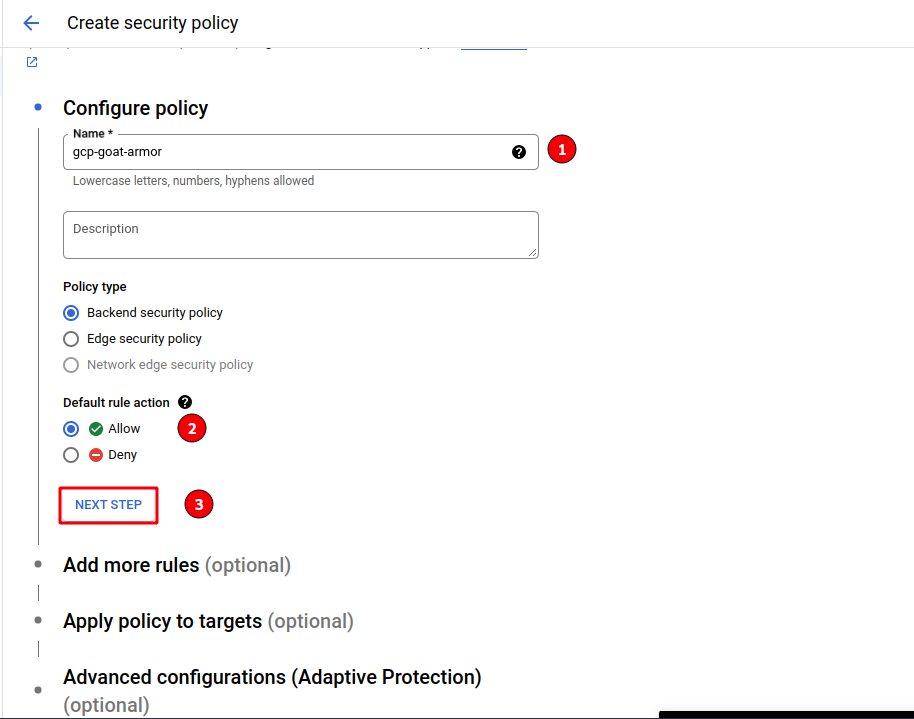 Create security policy
Configure policy
Name *
gcp-goat-armor
1
Lowercase letters, numbers, hyphens allowed
Description
Policy type
Backend security policy
Edge security policy
Network edge security policy
Default rule action
Allow
2
Deny
NEXT STEP
3
Add more rules (optional)
Apply policy to targets (optional)
Advanced configurations (Adaptive Protection)
(optional)